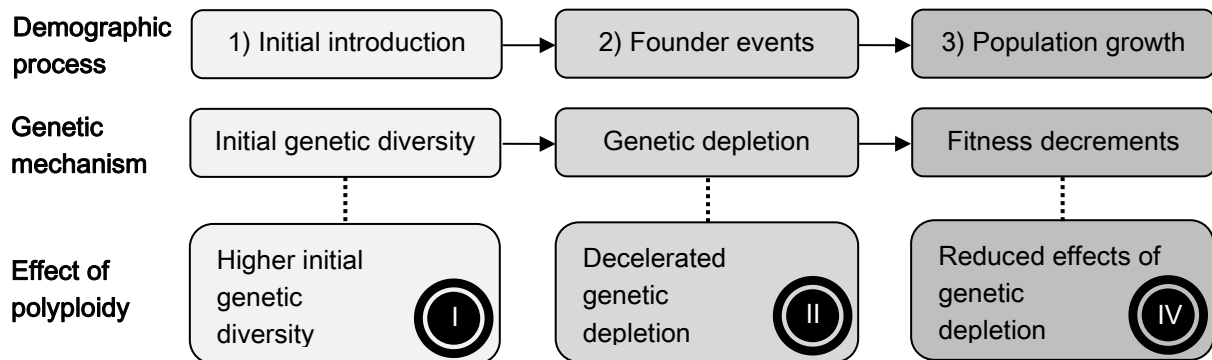 Demographic
process
1) Initial introduction
2) Founder events
3) Population growth
Genetic
mechanism
Initial genetic diversity
Genetic depletion
Fitness decrements
Effect of
polyploidy
Higher initial
genetic
diversity
I
Decelerated
genetic
depletion
II
Reduced effects of
genetic
depletion
IV